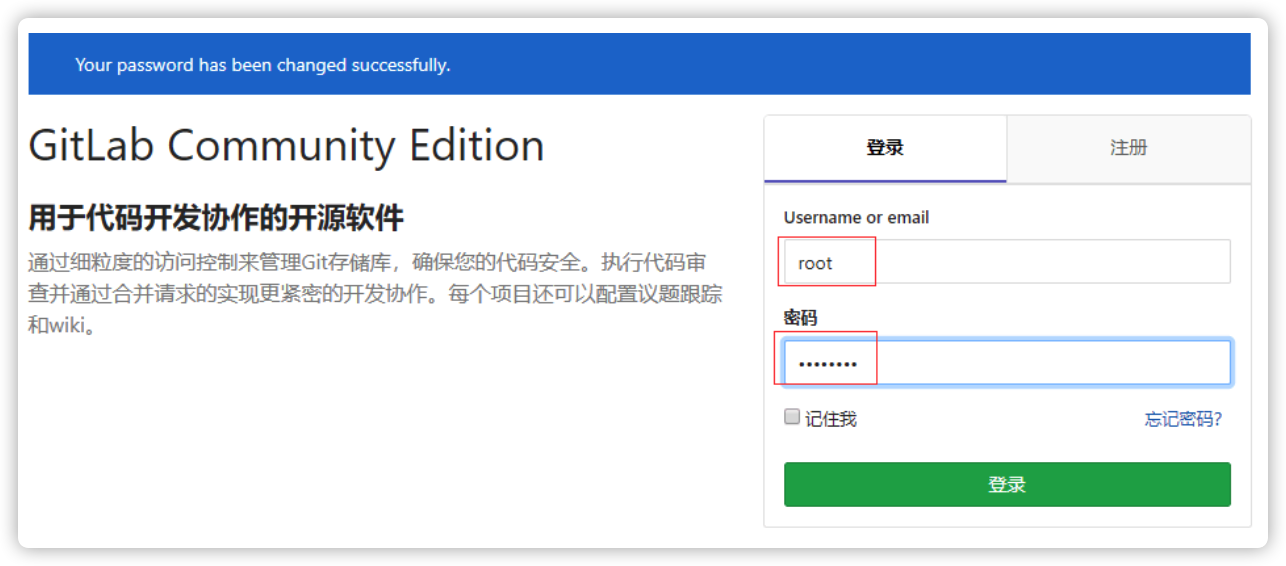 Your password has been changed successfully.
GitLab Community Edition
用于代码开发协作的开源软件
通过细粒度的访问控制来管理Git存储库，确保您的代码安全。执行代码审
查并通过合并请求的实现更紧密的开发协作。每个项目还可以配置议题跟踪
和wiki。
登录
注册
Username or email
root
密码
••••••••
记住我
忘记密码?
登录